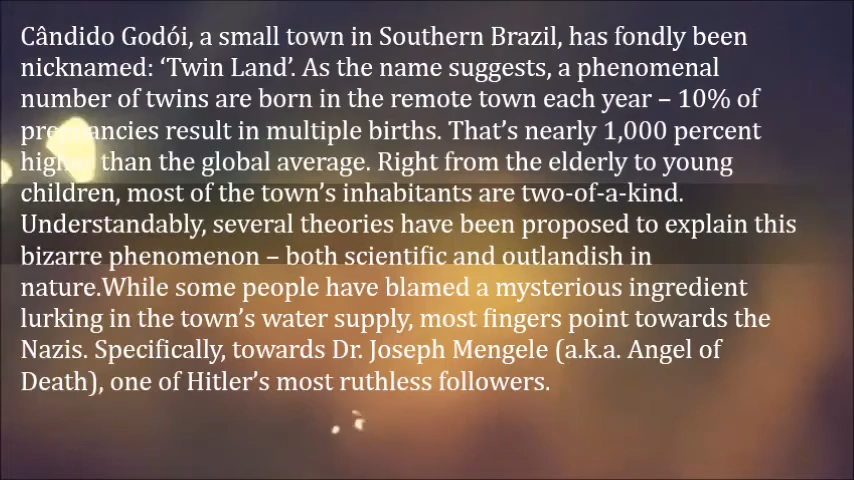 Cândido Godói, a small town in Southern Brazil, has fondly been
nicknamed: ‘Twin Land’. As the name suggests, a phenomenal
number of twins are born in the remote town each year – 10% of
pregnancies result in multiple births. That’s nearly 1,000 percent
higher than the global average. Right from the elderly to young
children, most of the town’s inhabitants are two-of-a-kind.
Understandably, several theories have been proposed to explain this
bizarre phenomenon – both scientific and outlandish in
nature.While some people have blamed a mysterious ingredient
lurking in the town’s water supply, most fingers point towards the
Nazis. Specifically, towards Dr. Joseph Mengele (a.k.a. Angel of
Death), one of Hitler’s most ruthless followers.